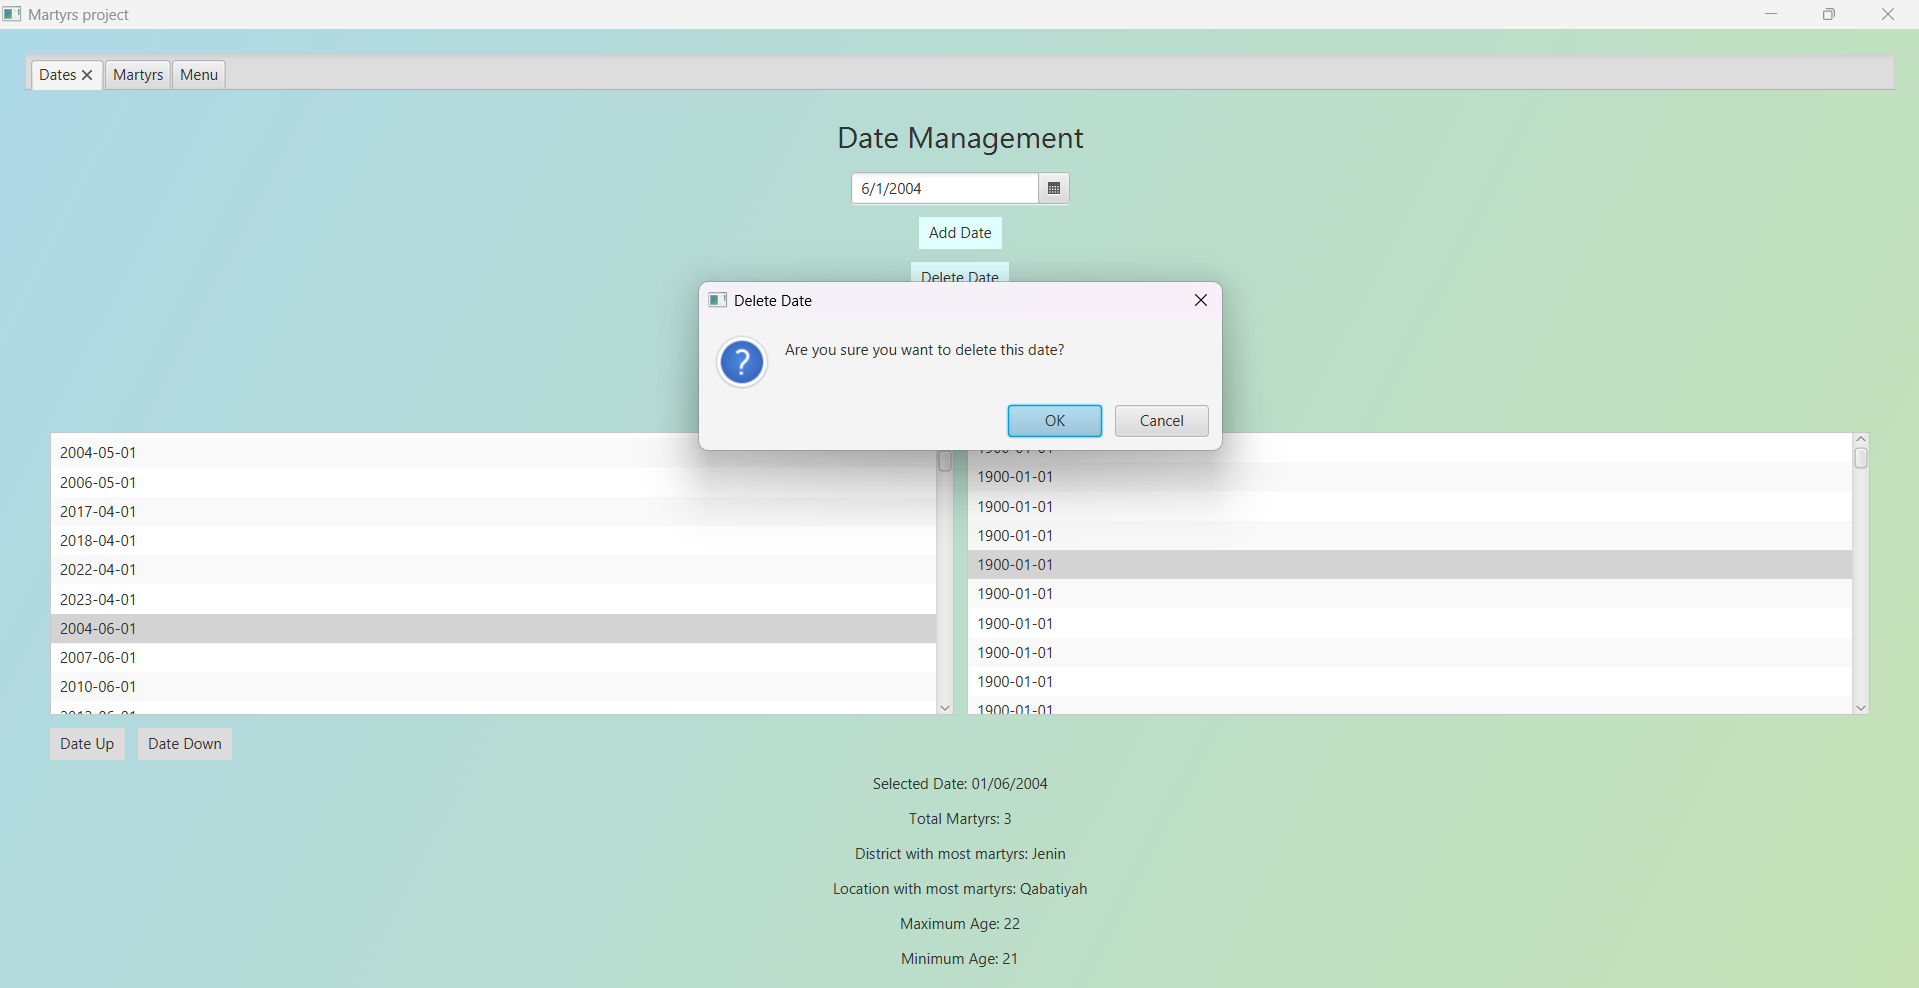 Martyrs project
Dates Martyrs Menu
Date Management
6/1/2004
Add Date
Delete Date
Delete Date
Are you sure you want to delete this date?
OK Cancel
2004-05-01
2006-05-01
2017-04-01
2018-04-01
2022-04-01
2023-04-01
2004-06-01
2007-06-01
2010-06-01
1900-01-01
1900-01-01
1900-01-01
1900-01-01
1900-01-01
1900-01-01
1900-01-01
1900-01-01
1900-01-01
1900-01-01
Date Up Date Down
Selected Date: 01/06/2004
Total Martyrs: 3
District with most martyrs: Jenin
Location with most martyrs: Qabatiyah
Maximum Age: 22
Minimum Age: 21